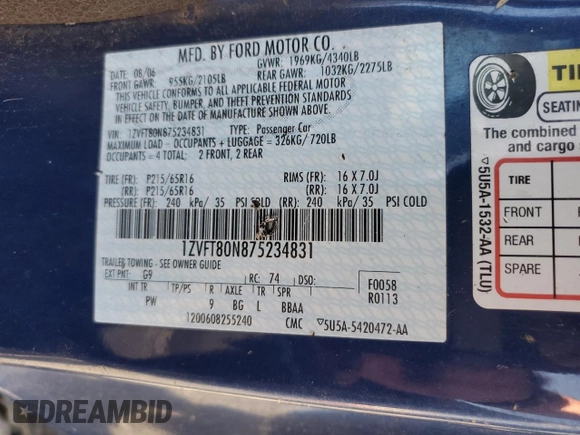 MFD. BY FORD MOTOR CO.
DATE: 08/06 GVWR: 1969KG/4340LB
FRONT GAWR: 955KG/2105LB REAR GAWR: 1032KG/2275LB
THIS VEHICLE CONFORMS TO ALL APPLICABLE FEDERAL MOTOR
VEHICLE SAFETY, BUMPER, AND THEFT PREVENTION STANDARDS
IN EFFECT ON THE DATE OF MANUFACTURE SHOWN ABOVE.
VIN: 1ZVFT80N875234831 TYPE: Passenger Car
MAXIMUM LOAD = OCCUPANTS + LUGGAGE = 326KG/720LB
OCCUPANTS = 4 TOTAL: 2 FRONT, 2 REAR
TIRE (FR): P215/65R16 RIMS (FR): 16 X 7.0J
(RR): P215/65R16 (RR): 16 X 7.0J
PRESSURE (FR): 240 kPa/ 35 PSI COLD (RR): 240 kPa/ 35 PSI COLD
1ZVFT80N875234831
TRAILER TOWING - SEE OWNER GUIDE
EXT PNT: G9 RC: 74 DSO:
F0058
R0113
INT TR TP/PS R AXLE TR SPR
PW 9 BG L BBAA
1200608255240 CMC ▽5U5A-5420472-AA
TI
SEATIN
The combined
and cargo
TIRE
FRONT
REAR
SPARE
▽5U5A-1532-AA (TLU)
DREAMBID